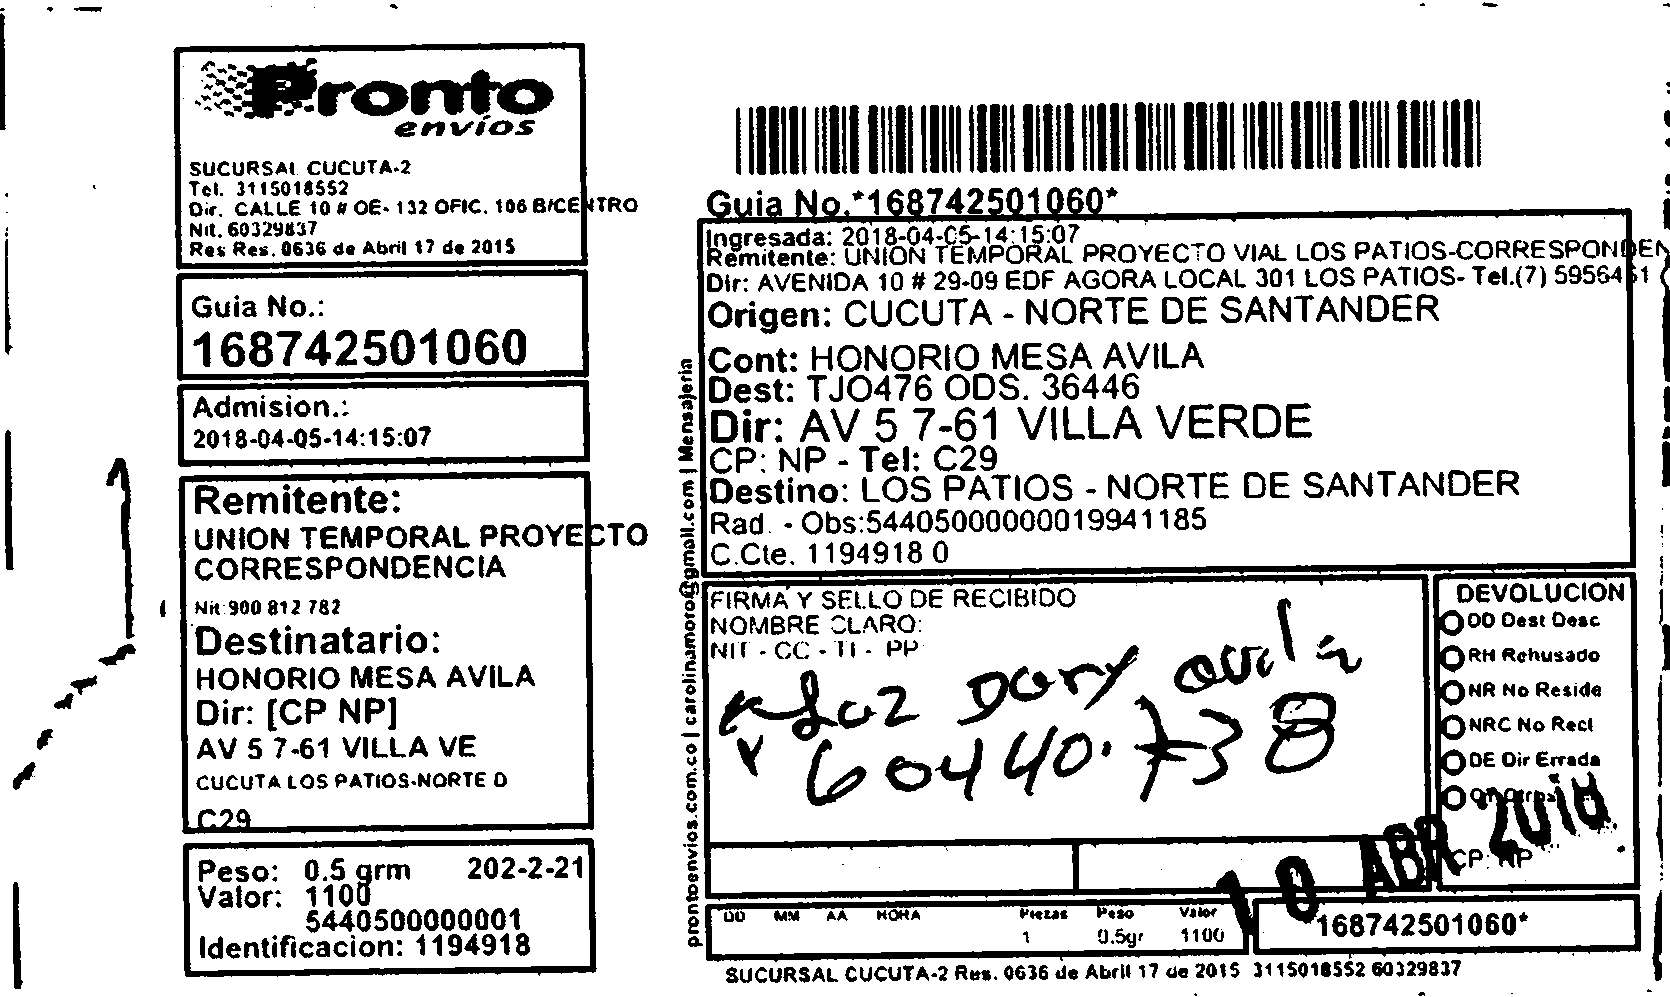 Pronto
envíos
SUCURSAL CUCUTA-2
Tel. 3115018552
Dir. CALLE 10 # OE- 132 OFIC. 106 B/CENTRO
Nit. 60329837
Res Res. 0636 de Abril 17 de 2015
Guia No.:
168742501060
Admision.:
2018-04-05-14:15:07
Remitente:
UNION TEMPORAL PROYECTO
CORRESPONDENCIA
Nit:900 812 782
Destinatario:
HONORIO MESA AVILA
Dir: [CP NP]
AV 5 7-61 VILLA VE
CUCUTA LOS PATIOS-NORTE D
C29
Peso: 0.5 grm 202-2-21
Valor: 1100
5440500000001
Identificacion: 1194918
prontoenvios.com.co | carolinamoro@gmail.com | Mensajeria
Guia No.*168742501060*
Ingresada: 2018-04-05-14:15:07
Remitente: UNION TEMPORAL PROYECTO VIAL LOS PATIOS-CORRESPONDEN
Dir: AVENIDA 10 # 29-09 EDF AGORA LOCAL 301 LOS PATIOS- Tel.(7) 5956461
Origen: CUCUTA - NORTE DE SANTANDER
Cont: HONORIO MESA AVILA
Dest: TJO476 ODS. 36446
Dir: AV 5 7-61 VILLA VERDE
CP: NP - Tel: C29
Destino: LOS PATIOS - NORTE DE SANTANDER
Rad. - Obs:54405000000019941185
C.Cte. 1194918 0
FIRMA Y SELLO DE RECIBIDO
NOMBRE CLARO:
NIT - CC - TI - PP
Luz Dary avila
60440.738
DEVOLUCION
DD Dest Desc
RH Rehusado
NR No Reside
NRC No Recl
DE Dir Errada
CP: NP
10 ABR 2018
DD MM AA HORA Piezas Peso Valor
1 0.5gr 1100
*168742501060*
SUCURSAL CUCUTA-2 Res. 0636 de Abril 17 de 2015 3115018552 60329837